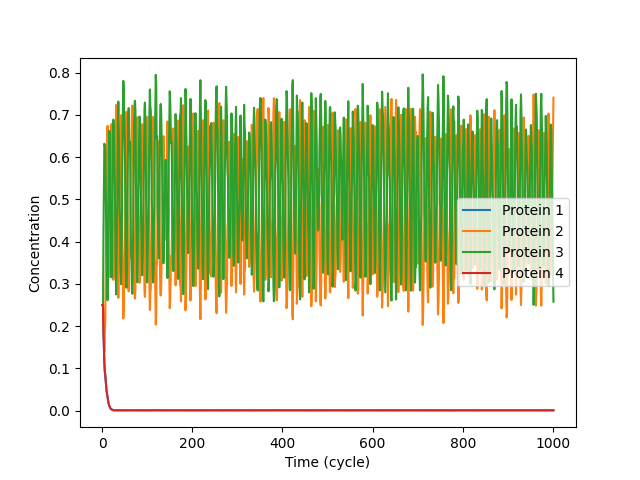 0.8
0.7
0.6
0.5
0.4
0.3
0.2
0.1
0.0
Concentration
Protein 1
Protein 2
Protein 3
Protein 4
0 200 400 600 800 1000
Time (cycle)